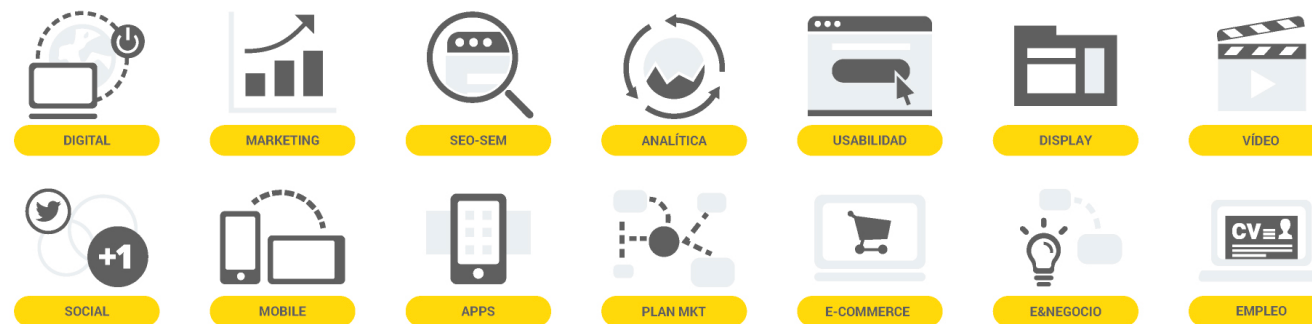 DIGITAL
MARKETING
SEO-SEM
ANALÍTICA
USABILIDAD
DISPLAY
VÍDEO
+1
CV
SOCIAL
MOBILE
APPS
PLAN MKT
E-COMMERCE
E&NEGOCIO
EMPLEO